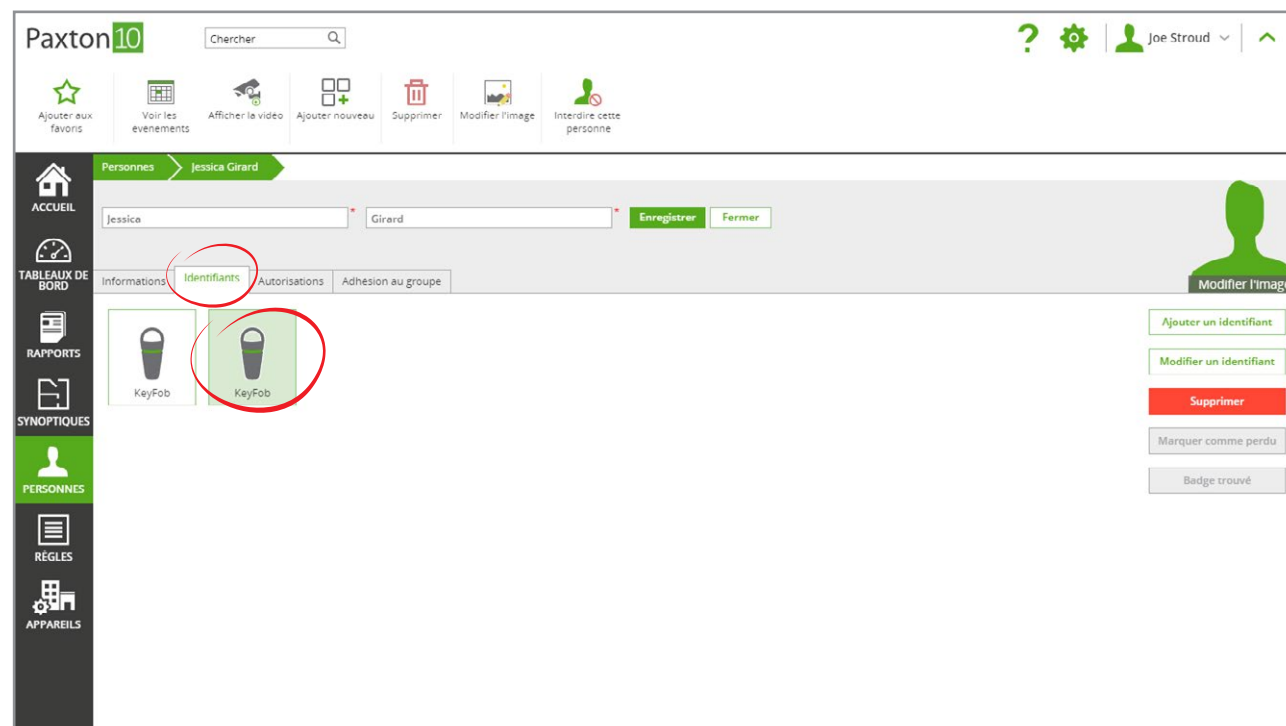 Paxton10
Chercher
Joe Stroud
Ajouter aux
favoris
Voir les
evenements
Afficher la video
Ajouter nouveau
Supprimer
Modifier l'image
Interdire cette
personne
Personnes
Jessica Girard
ACCUEIL
Jessica
*
Girard
*
Enregistrer
Fermer
TABLEAUX DE
BORD
Informations
Identifiants
Autorisations
Adhesion au groupe
Modifier l'image
KeyFob
KeyFob
Ajouter un identifiant
Modifier un identifiant
Supprimer
Marquer comme perdu
Badge trouvé
RAPPORTS
SYNOPTIQUES
PERSONNES
RÈGLES
APPAREILS